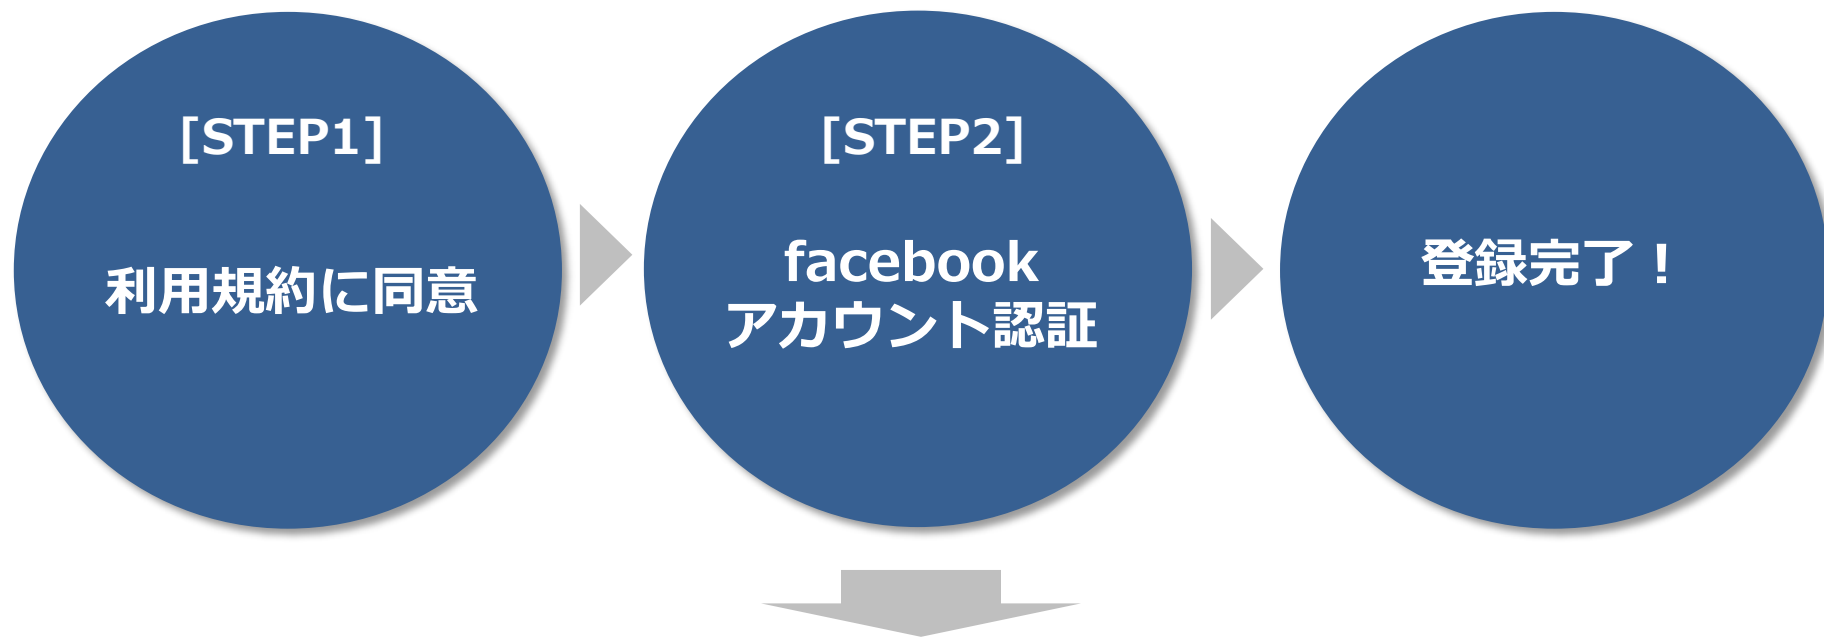 [STEP1]
利用規約に同意
[STEP2]
facebook
アカウント認証
登録完了！